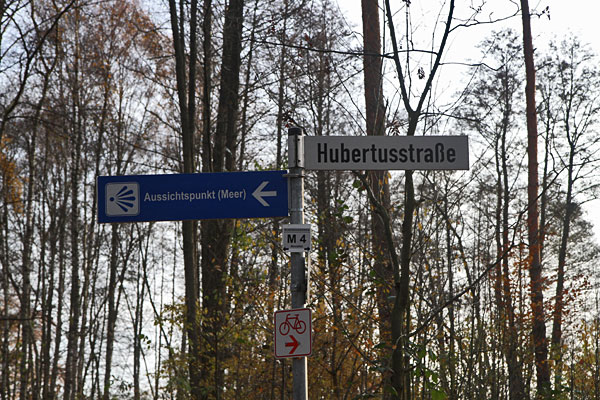 Hubertusstraße
Aussichtspunkt (Meer)
M 4